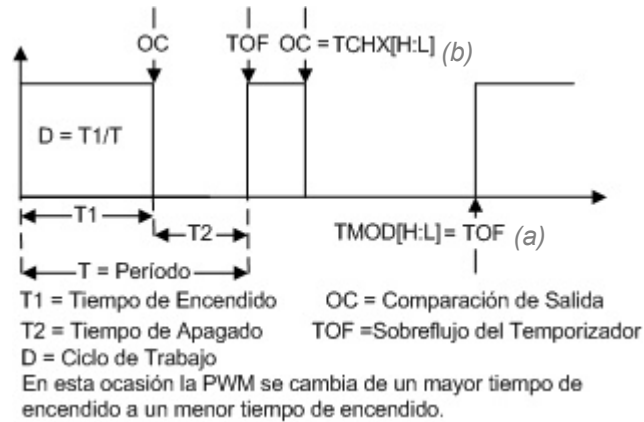 OC
TOF
OC = TCHX[H:L] (b)
D = T1/T
T1
T2
TMOD[H:L] = TOF (a)
T = Período
T1 = Tiempo de Encendido
OC = Comparación de Salida
T2 = Tiempo de Apagado
TOF =Sobreflujo del Temporizador
D = Ciclo de Trabajo
En esta ocasión la PWM se cambia de un mayor tiempo de
encendido a un menor tiempo de encendido.